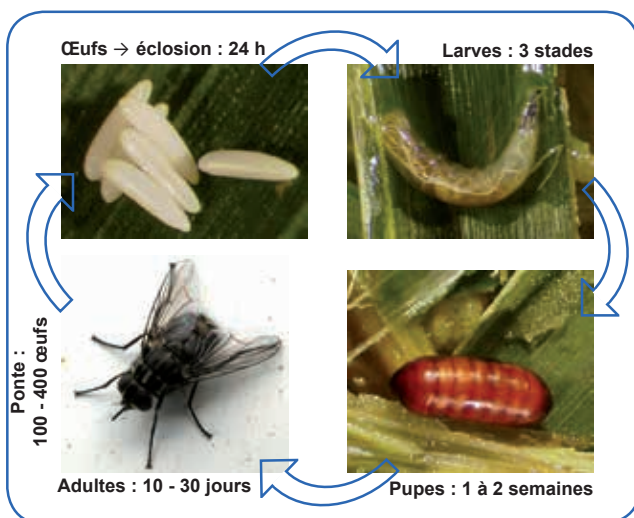 Œufs → éclosion : 24 h
Larves : 3 stades
Ponte :
100 - 400 œufs
Adultes : 10 - 30 jours
Pupes : 1 à 2 semaines